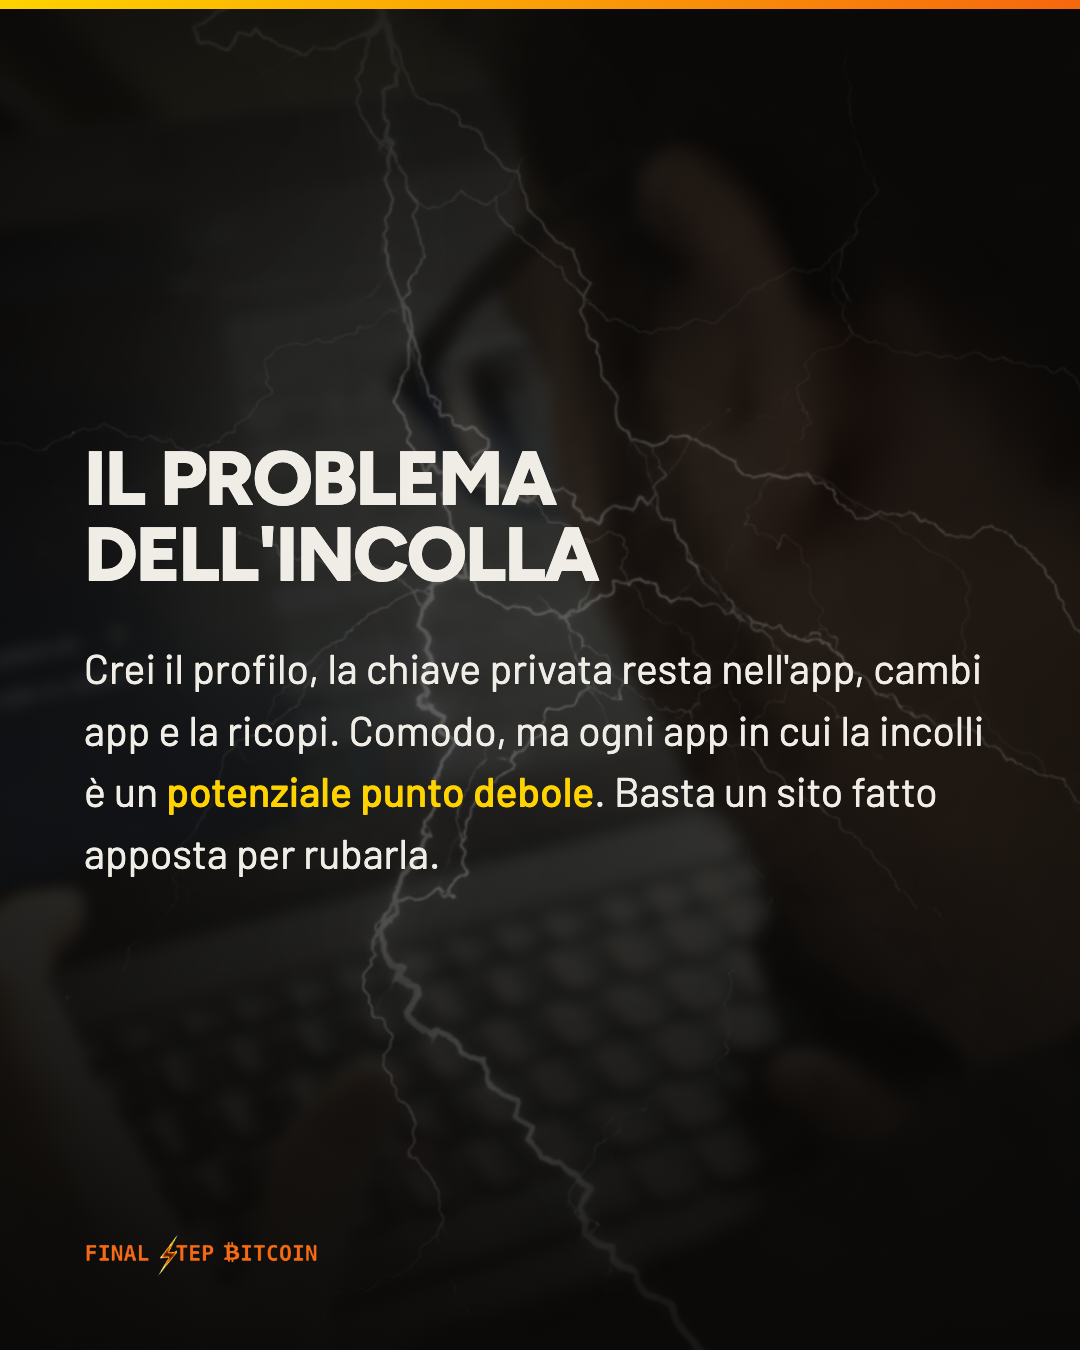 IL PROBLEMA
DELL'INCOLLA
Crei il profilo, la chiave privata resta nell'app, cambi
app e la ricopi. Comodo, ma ogni app in cui la incolli
è un potenziale punto debole. Basta un sito fatto
apposta per rubarla.
FINAL STEP BITCOIN